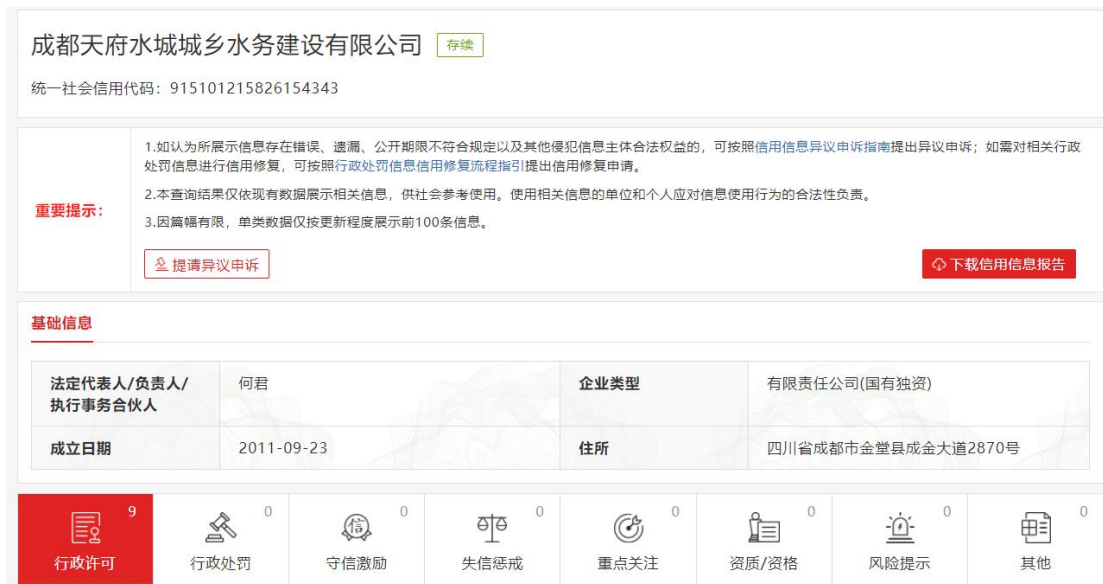 成都天府水城城乡水务建设有限公司 存续
统一社会信用代码：915101215826154343
重要提示：
1.如认为所展示信息存在错误、遗漏、公开期限不符合规定以及其他侵犯信息主体合法权益的，可按照信用信息异议申诉指南提出异议申诉；如需对相关行政
处罚信息进行信用修复，可按照行政处罚信息信用修复流程指引提出信用修复申请。
2.本查询结果仅依现有数据展示相关信息，供社会参考使用。使用相关信息的单位和个人应对信息使用行为的合法性负责。
3.因篇幅有限，单类数据仅按更新程度展示前100条信息。
提请异议申诉 下载信用信息报告
基础信息
法定代表人/负责人/
执行事务合伙人
何君
企业类型
有限责任公司(国有独资)
成立日期
2011-09-23
住所
四川省成都市金堂县成金大道2870号
9
行政许可
0
行政处罚
信
0
守信激励
0
失信惩戒
0
重点关注
0
资质/资格
0
风险提示
0
其他